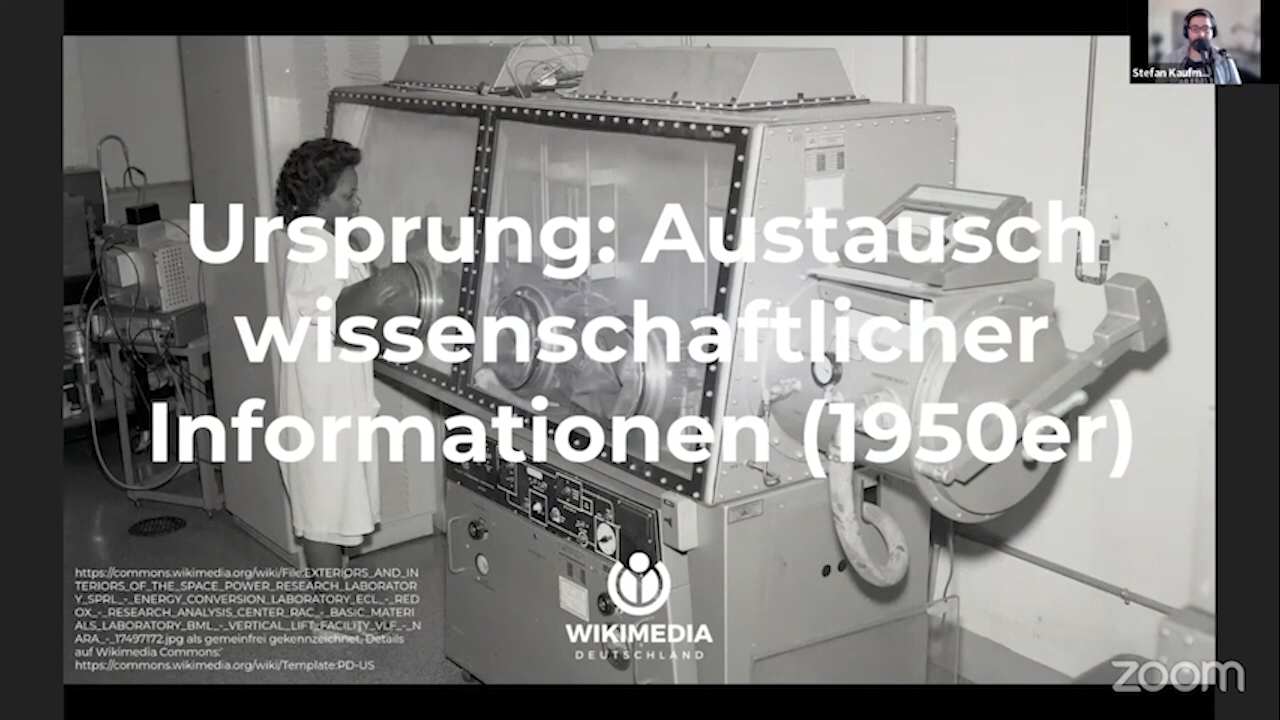 Stefan Kaufm...
Ursprung: Austausch
wissenschaftlicher
Informationen (1950er)
https://commons.wikimedia.org/wiki/File:EXTERIORS_AND_IN
TERIORS_OF_THE_SPACE_POWER_RESEARCH_LABORATOR
Y_SPRL_-_ENERGY_CONVERSION_LABORATORY_ECL_-_RED
OX_-_RESEARCH_ANALYSIS_CENTER_RAC_-_BASIC_MATERI
ALS_LABORATORY_BML_-_VERTICAL_LIFT_FACILITY_VLF_-_N
ARA_-_17497172.jpg als gemeinfrei gekennzeichnet, Details
auf Wikimedia Commons:
https://commons.wikimedia.org/wiki/Template:PD-US
WIKIMEDIA
DEUTSCHLAND
zoom